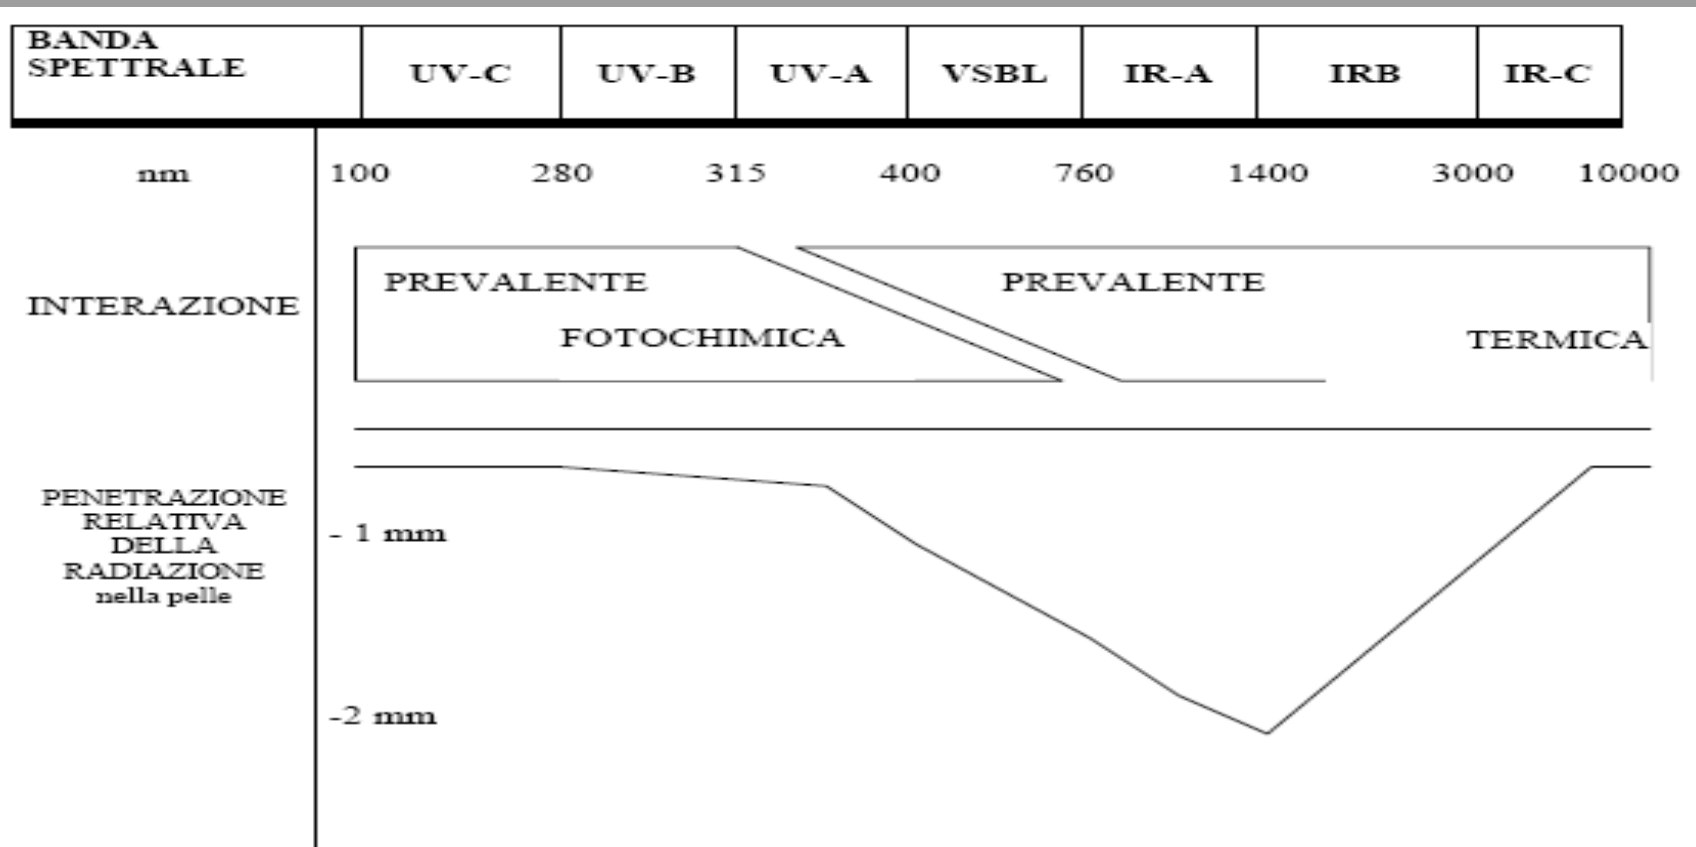 BANDA
SPETTRALE
UV-C UV-B UV-A VSBL IR-A IRB IR-C
nm 100 280 315 400 760 1400 3000 10000
INTERAZIONE
PREVALENTE PREVALENTE
FOTOCHIMICA TERMICA
PENETRAZIONE
RELATIVA
DELLA
RADIAZIONE
nella pelle
- 1 mm
-2 mm